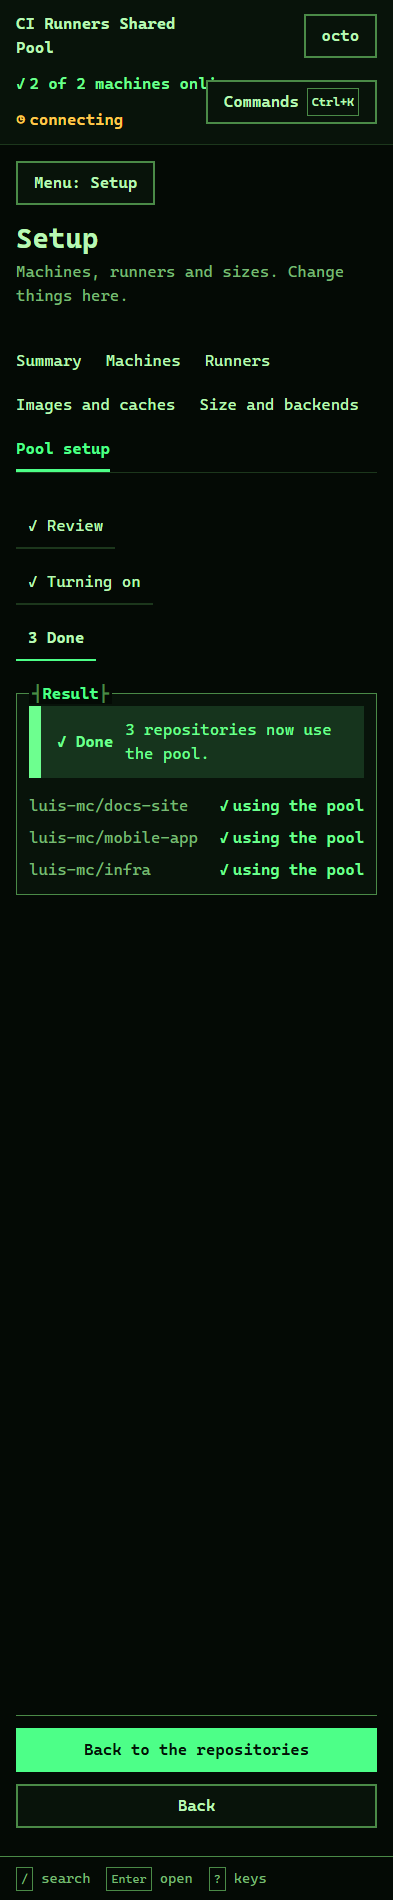 CI Runners Shared
Pool
octo
✓ 2 of 2 machines
Commands Ctrl+K
connecting
Menu: Setup
Setup
Machines, runners and sizes. Change
things here.
Summary Machines Runners
Images and caches Size and backends
Pool setup
✓ Review
✓ Turning on
3 Done
Result
✓ Done 3 repositories now use
the pool.
luis-mc/docs-site ✓ using the pool
luis-mc/mobile-app ✓ using the pool
luis-mc/infra ✓ using the pool
Back to the repositories
Back
/ search Enter open ? keys